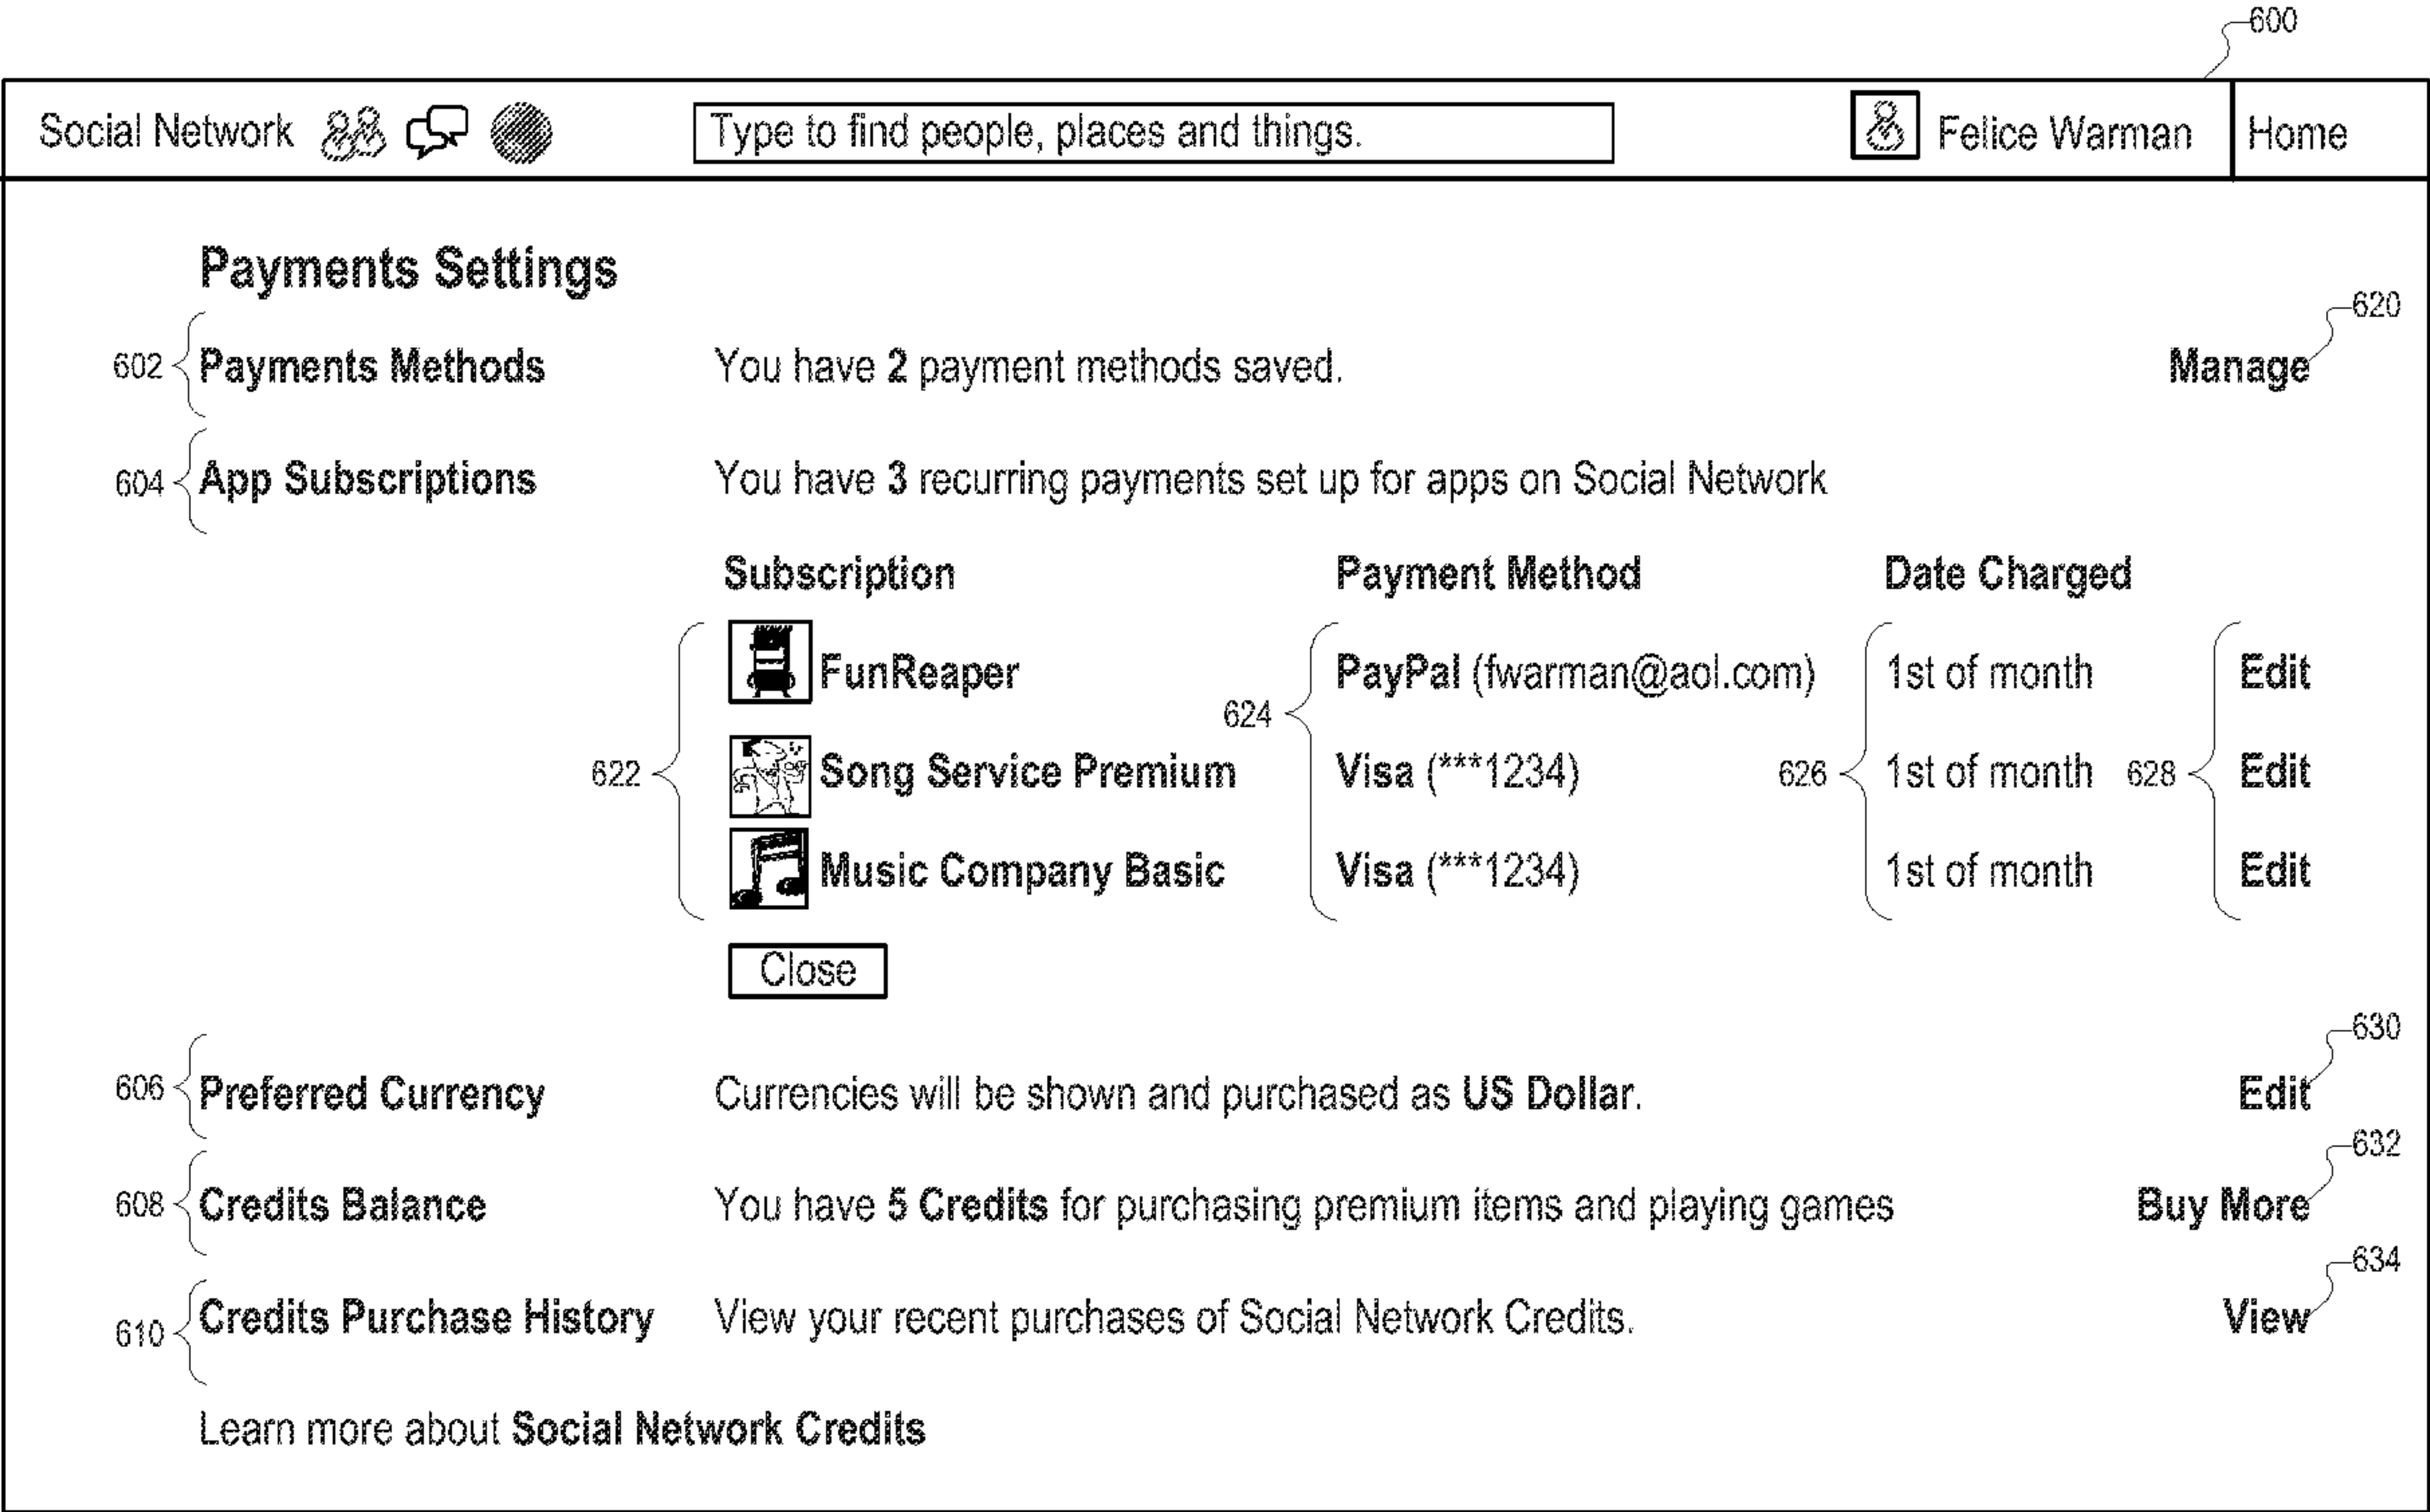 600
Social Network Type to find people, places and things. Felice Warman Home
Payments Settings
620
602 Payments Methods You have 2 payment methods saved. Manage
604 App Subscriptions You have 3 recurring payments set up for apps on Social Network
Subscription Payment Method Date Charged
FunReaper PayPal (fwarman@aol.com) 1st of month Edit
624
622 Song Service Premium Visa (***1234) 626 1st of month 628 Edit
Music Company Basic Visa (***1234) 1st of month Edit
Close
630
606 Preferred Currency Currencies will be shown and purchased as US Dollar. Edit
632
608 Credits Balance You have 5 Credits for purchasing premium items and playing games Buy More
634
610 Credits Purchase History View your recent purchases of Social Network Credits. View
Learn more about Social Network Credits